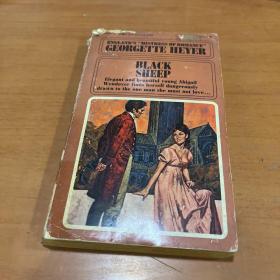 ENGLAND'S "MISTRESS OF ROMANCE"
GEORGETTE HEYER
BLACK
SHEEP
Elegant and beautiful young Abigail
Wendover finds herself dangerously
drawn to the one man she must not love...